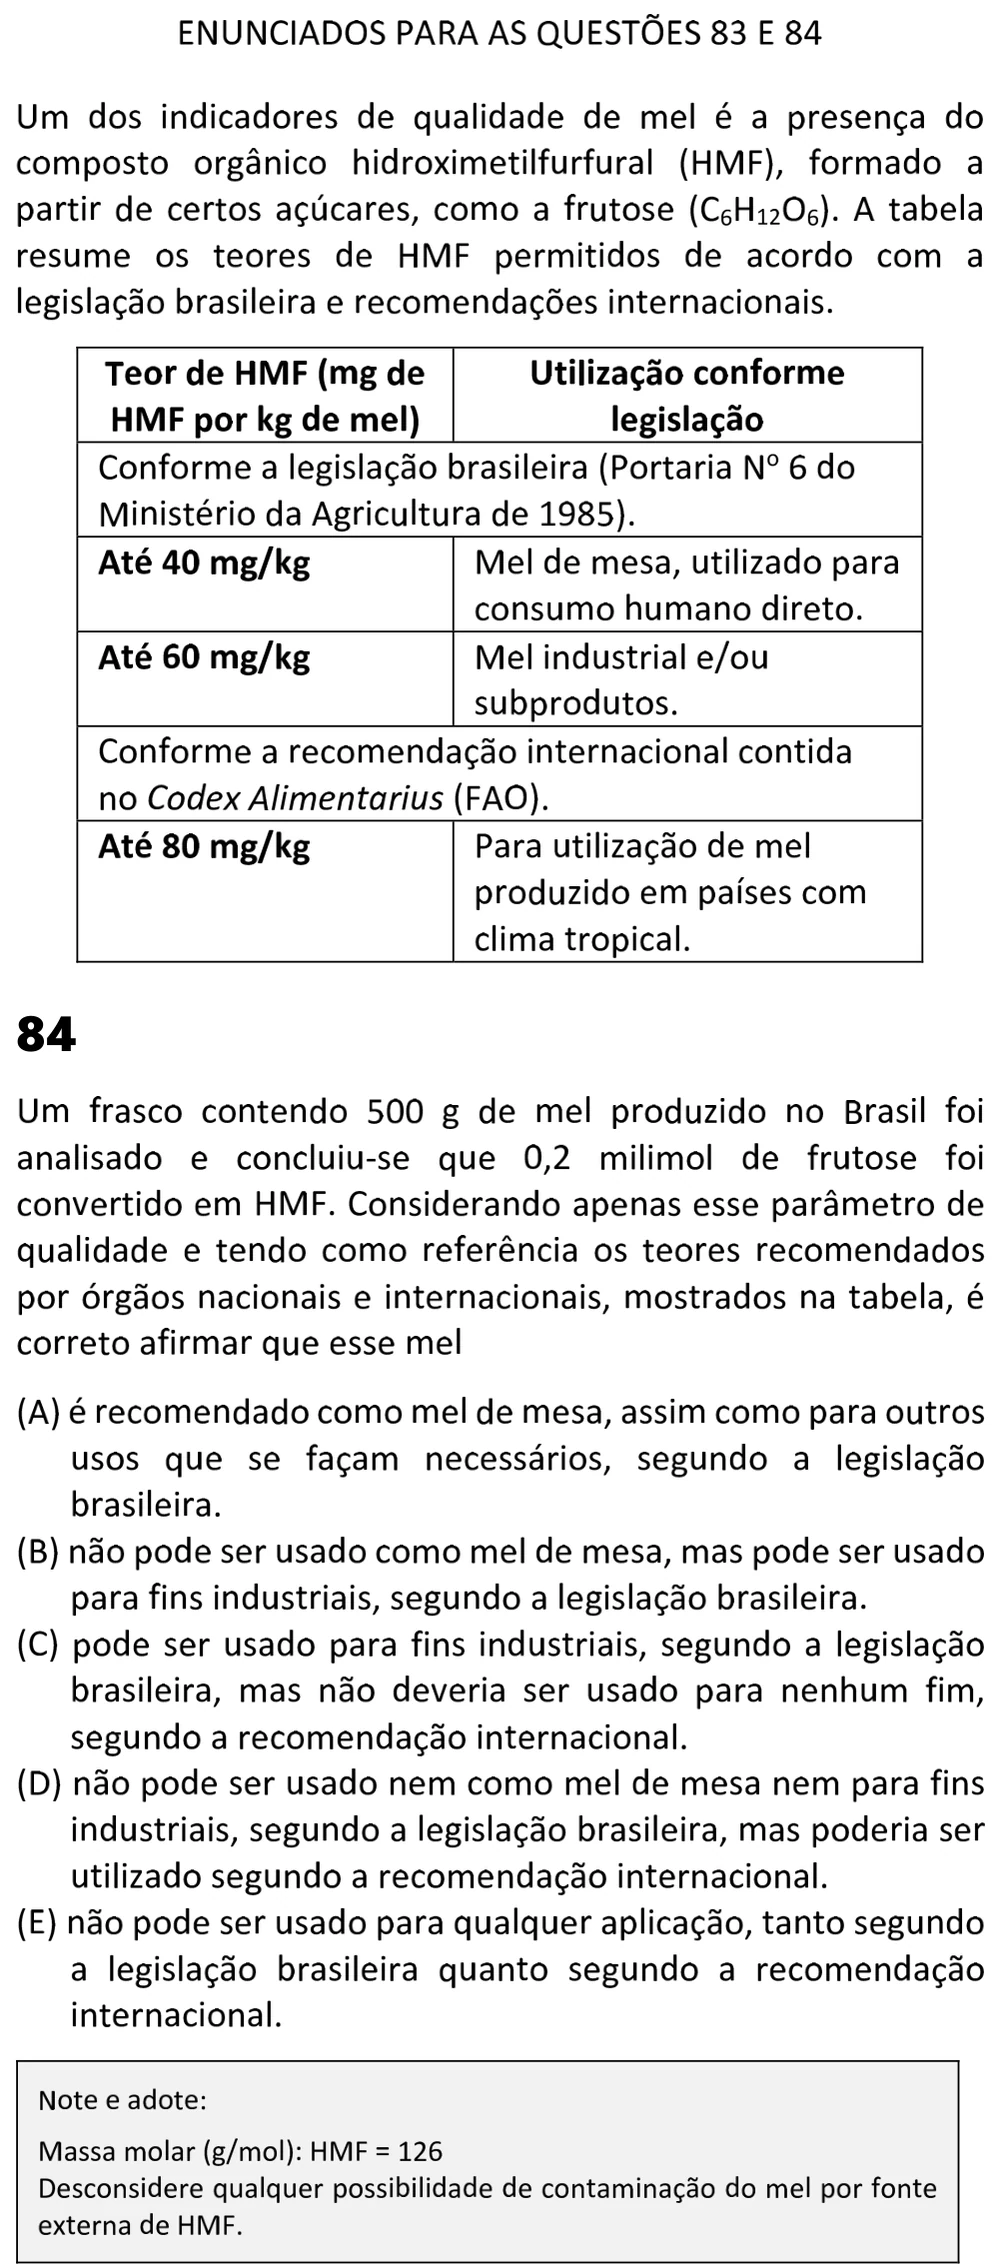 ENUNCIADOS PARA AS QUESTÕES 83 E 84
Um dos indicadores de qualidade de mel é a presença do
composto orgânico hidroximetilfurfural (HMF), formado a
partir de certos açúcares, como a frutose (C₆H₁₂O₆). A tabela
resume os teores de HMF permitidos de acordo com a
legislação brasileira e recomendações internacionais.
Teor de HMF (mg de
HMF por kg de mel)
Utilização conforme
legislação
Conforme a legislação brasileira (Portaria Nº 6 do
Ministério da Agricultura de 1985).
Até 40 mg/kg
Mel de mesa, utilizado para
consumo humano direto.
Até 60 mg/kg
Mel industrial e/ou
subprodutos.
Conforme a recomendação internacional contida
no Codex Alimentarius (FAO).
Até 80 mg/kg
Para utilização de mel
produzido em países com
clima tropical.
84
Um frasco contendo 500 g de mel produzido no Brasil foi
analisado e concluiu-se que 0,2 milimol de frutose foi
convertido em HMF. Considerando apenas esse parâmetro de
qualidade e tendo como referência os teores recomendados
por órgãos nacionais e internacionais, mostrados na tabela, é
correto afirmar que esse mel
(A) é recomendado como mel de mesa, assim como para outros
usos que se façam necessários, segundo a legislação
brasileira.
(B) não pode ser usado como mel de mesa, mas pode ser usado
para fins industriais, segundo a legislação brasileira.
(C) pode ser usado para fins industriais, segundo a legislação
brasileira, mas não deveria ser usado para nenhum fim,
segundo a recomendação internacional.
(D) não pode ser usado nem como mel de mesa nem para fins
industriais, segundo a legislação brasileira, mas poderia ser
utilizado segundo a recomendação internacional.
(E) não pode ser usado para qualquer aplicação, tanto segundo
a legislação brasileira quanto segundo a recomendação
internacional.
Note e adote:
Massa molar (g/mol): HMF = 126
Desconsidere qualquer possibilidade de contaminação do mel por fonte
externa de HMF.